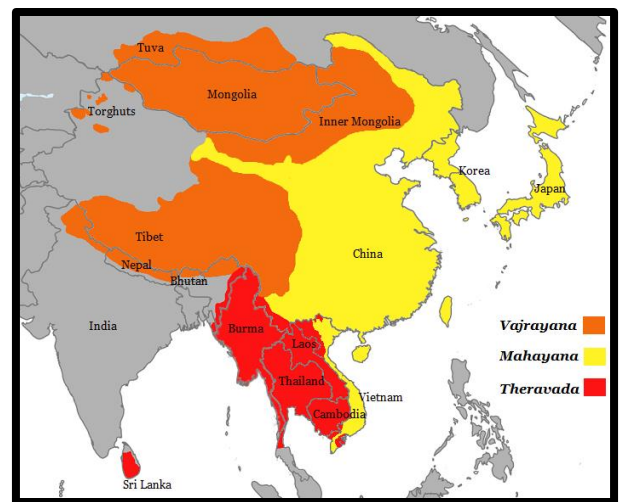 Tuva
Mongolia
Torghuts
Inner Mongolia
Korea
Japan
Tibet
China
Nepal
Bhutan
India
Burma
Laos
Thailand
Vietnam
Cambodia
Sri Lanka
Vajrayana
Mahayana
Theravada